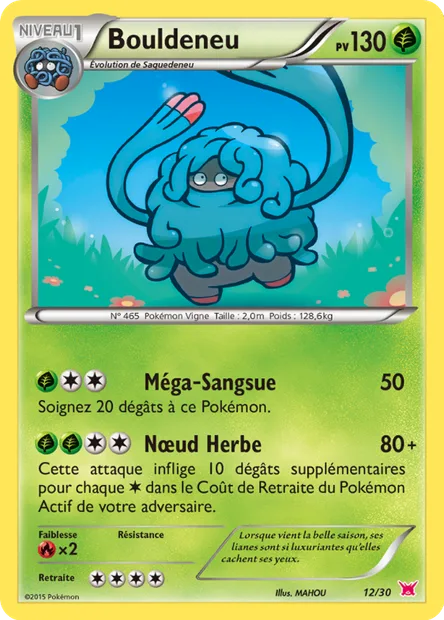 NIVEAU 1
Bouldeneu
PV 130
Évolution de Saquedeneu
N° 465 Pokémon Vigne Taille : 2,0m Poids : 128,6kg
Méga-Sangsue 50
Soignez 20 dégâts à ce Pokémon.
Nœud Herbe 80+
Cette attaque inflige 10 dégâts supplémentaires
pour chaque dans le Coût de Retraite du Pokémon
Actif de votre adversaire.
Faiblesse Résistance
×2
Retraite
Lorsque vient la belle saison, ses
lianes sont si luxuriantes qu'elles
cachent ses yeux.
©2015 Pokémon
Illus. MAHOU
12/30